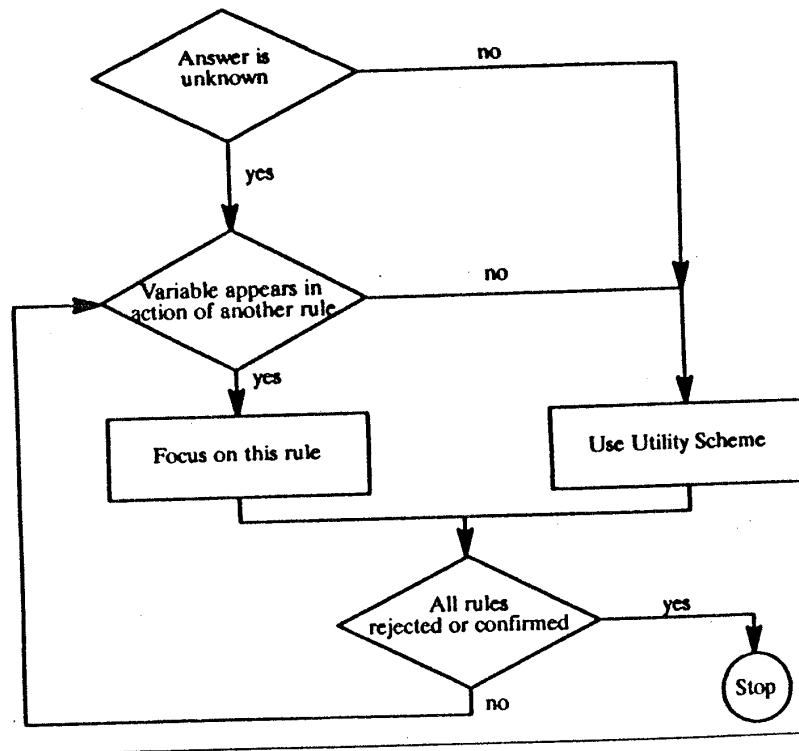 Answer is
unknown
no
yes
Variable appears in
action of another rule
no
yes
Focus on this rule
Use Utility Scheme
All rules
rejected or confirmed
yes
Stop
no